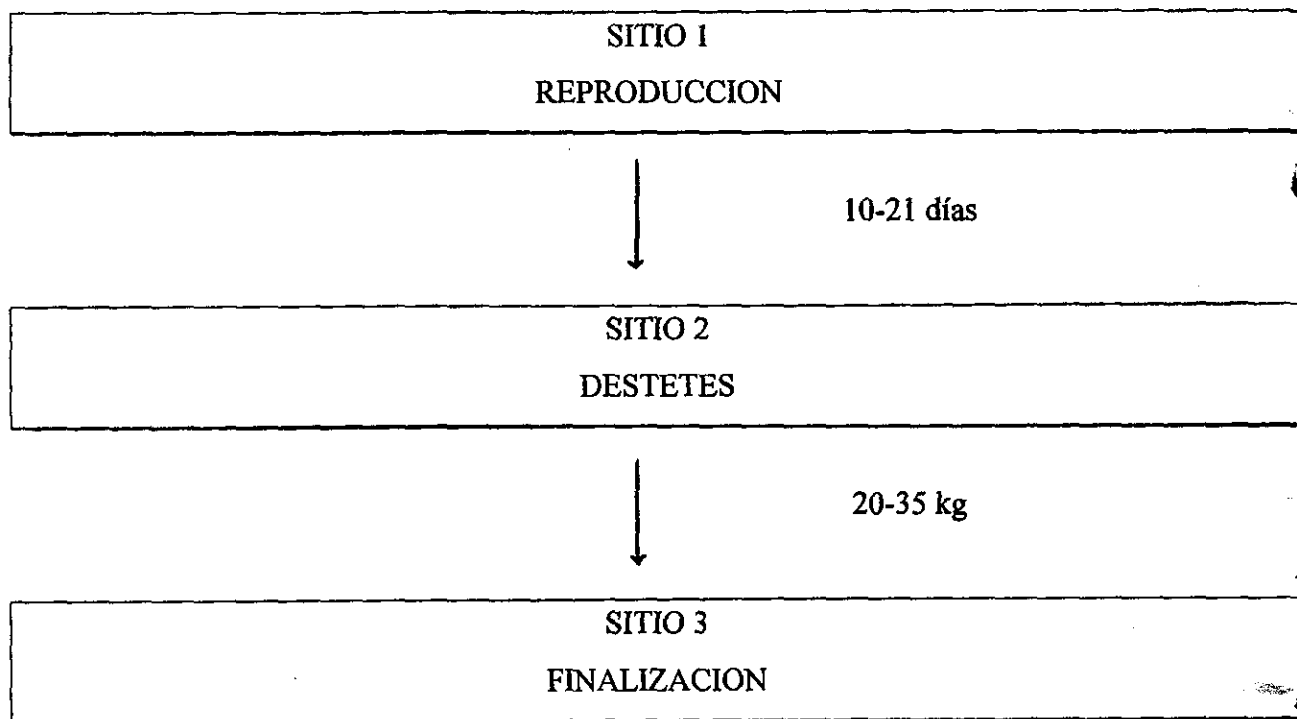 SITIO 1
REPRODUCCION
10-21 días
SITIO 2
DESTETES
20-35 kg
SITIO 3
FINALIZACION